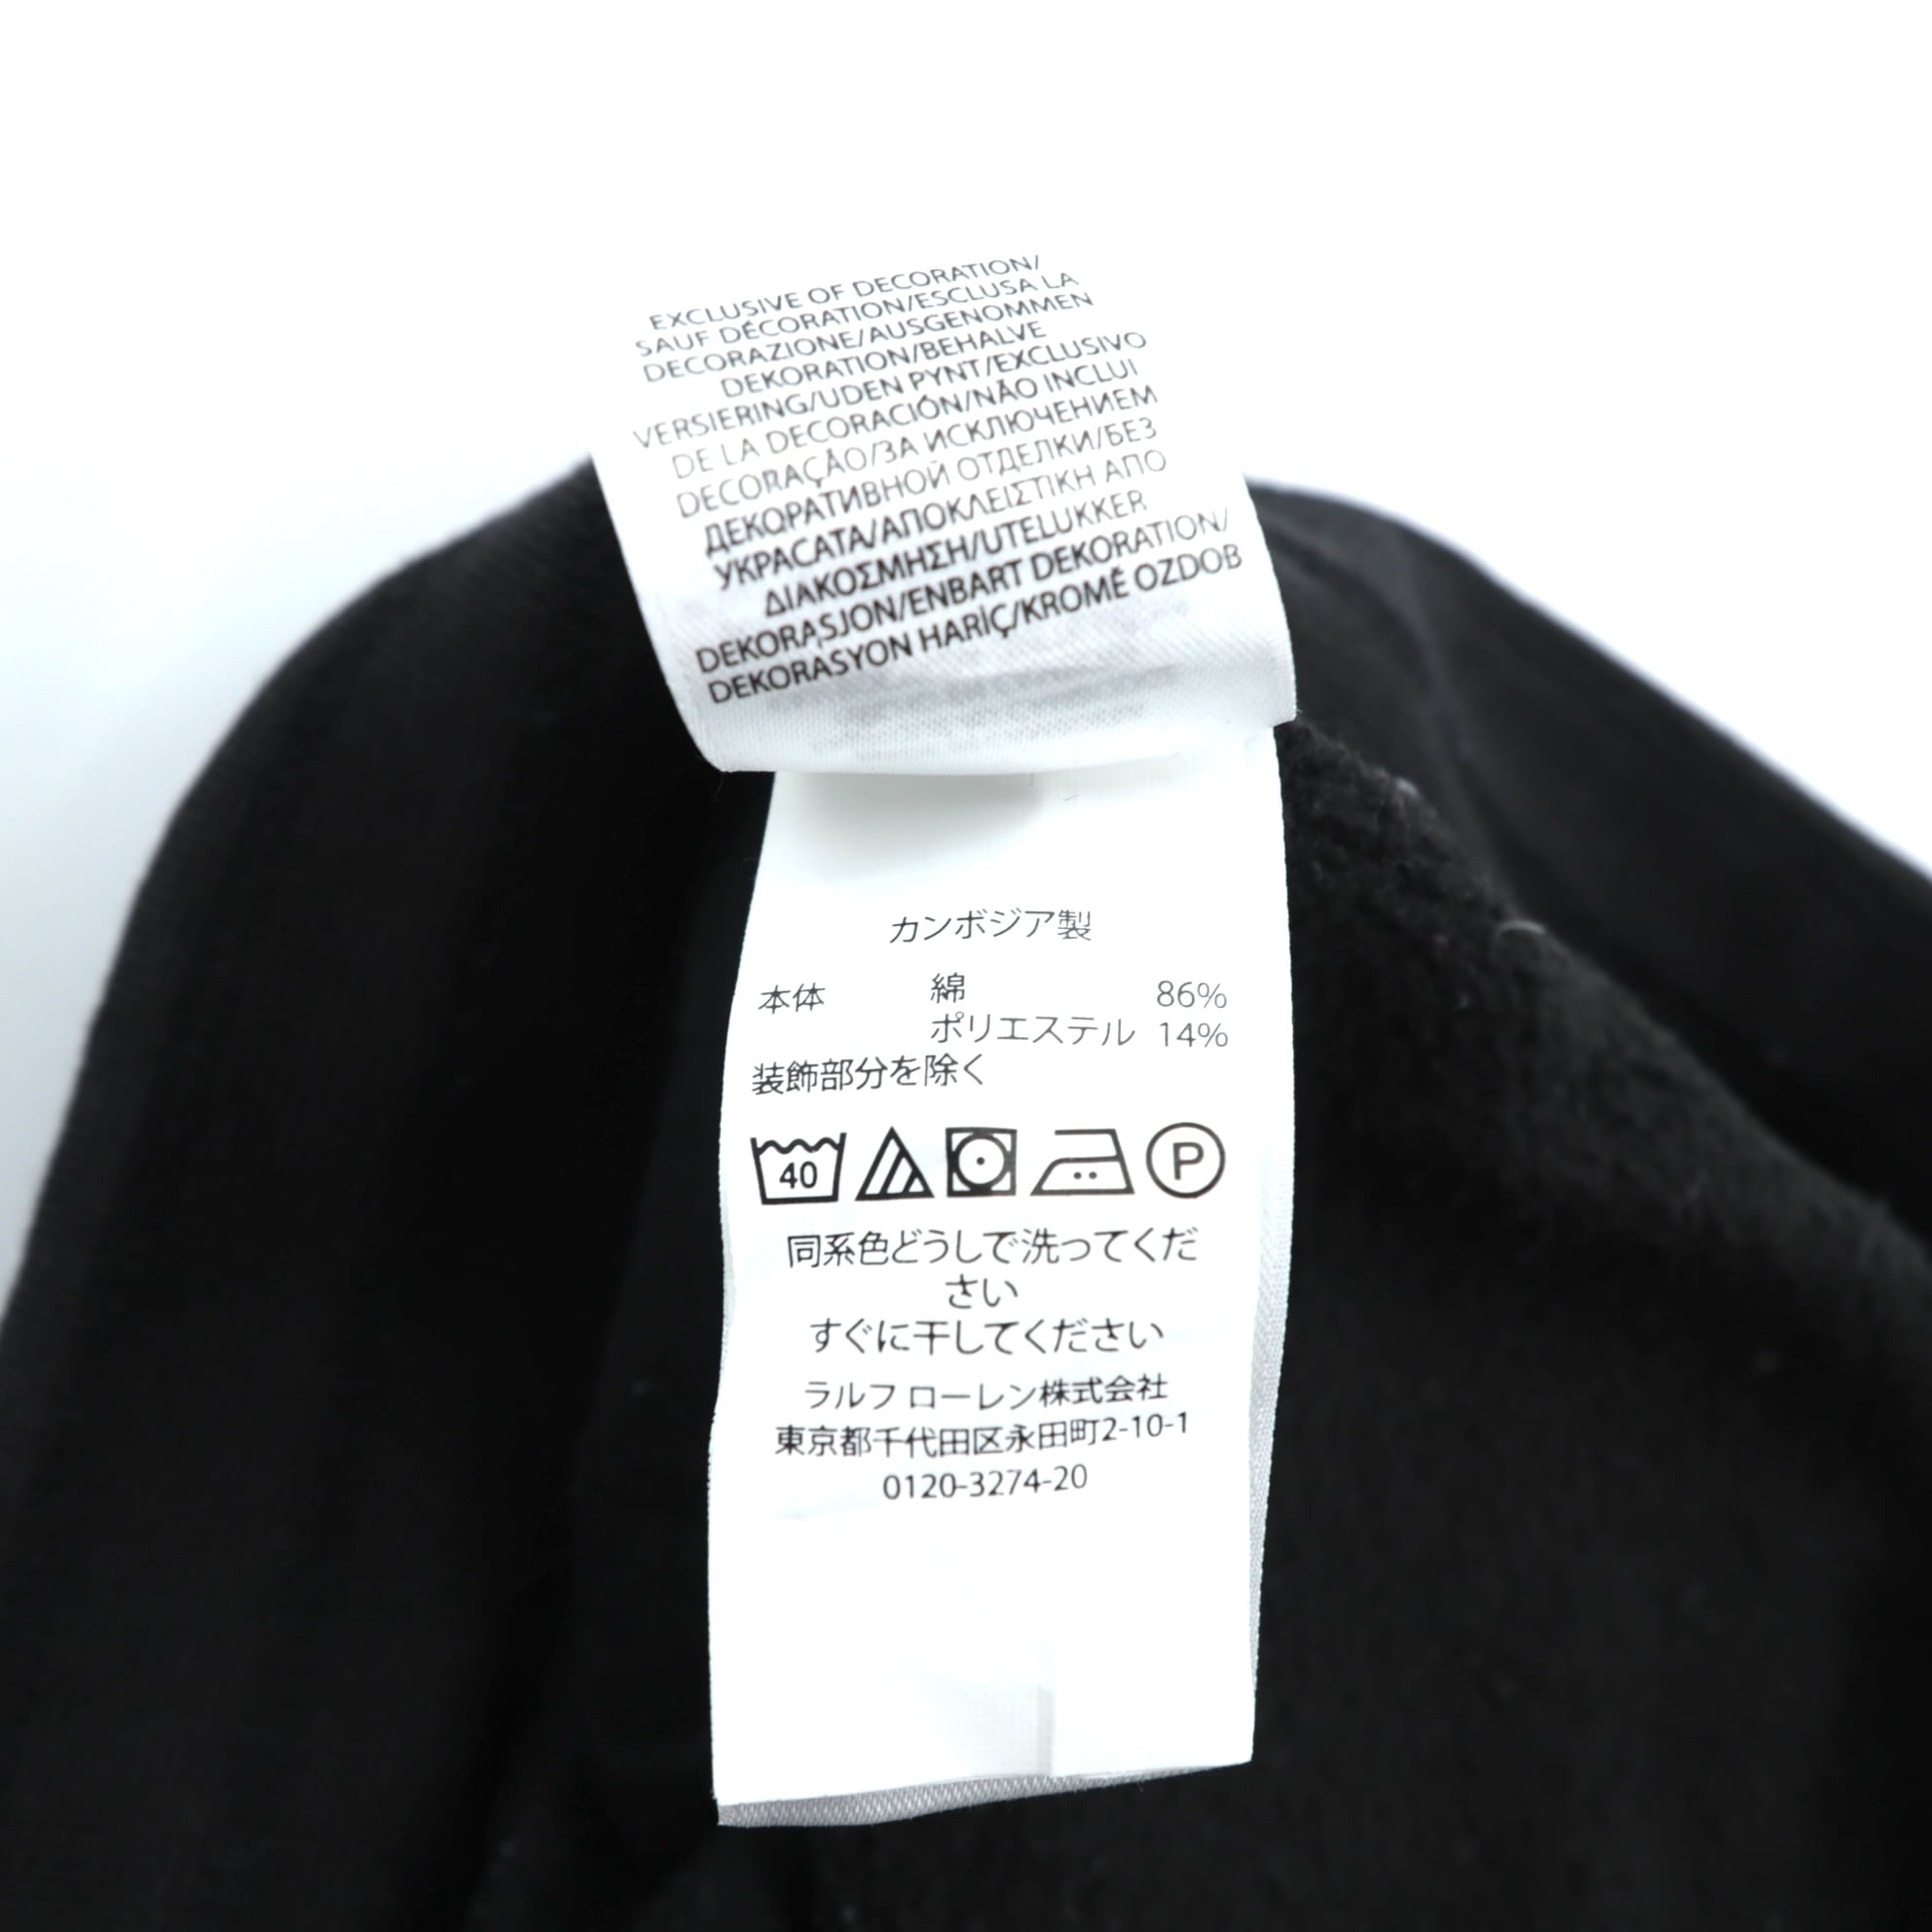 EXCLUSIVE OF DECORATION/
SAUF DÉCORATION/ESCLUSA LA
DECORAZIONE/AUSGENOMMEN
DEKORATION/BEHALVE
VERSIERING/UDEN PYNT/EXCLUSIVO
DE LA DECORACIÓN/NÃO INCLUI
DECORAÇÃO/ЗА ИСКЛЮЧЕНИЕМ
ДЕКОРАТИВНОЙ ОТДЕЛКИ/БЕЗ
УКРАСАТА/ΑΠΟΚΛΕΙΣΤΙΚΗ ΑΠΟ
ΔΙΑΚΟΣΜΗΣΗ/UTELUKKER
DEKORASJON/ENBART DEKORATION/
DEKORASYON HARİÇ/KROMĚ OZDOB
カンボジア製
本体 綿 86%
ポリエステル 14%
装飾部分を除く
40 P
同系色どうしで洗ってくだ
さい
すぐに干してください
ラルフ ローレン株式会社
東京都千代田区永田町2-10-1
0120-3274-20